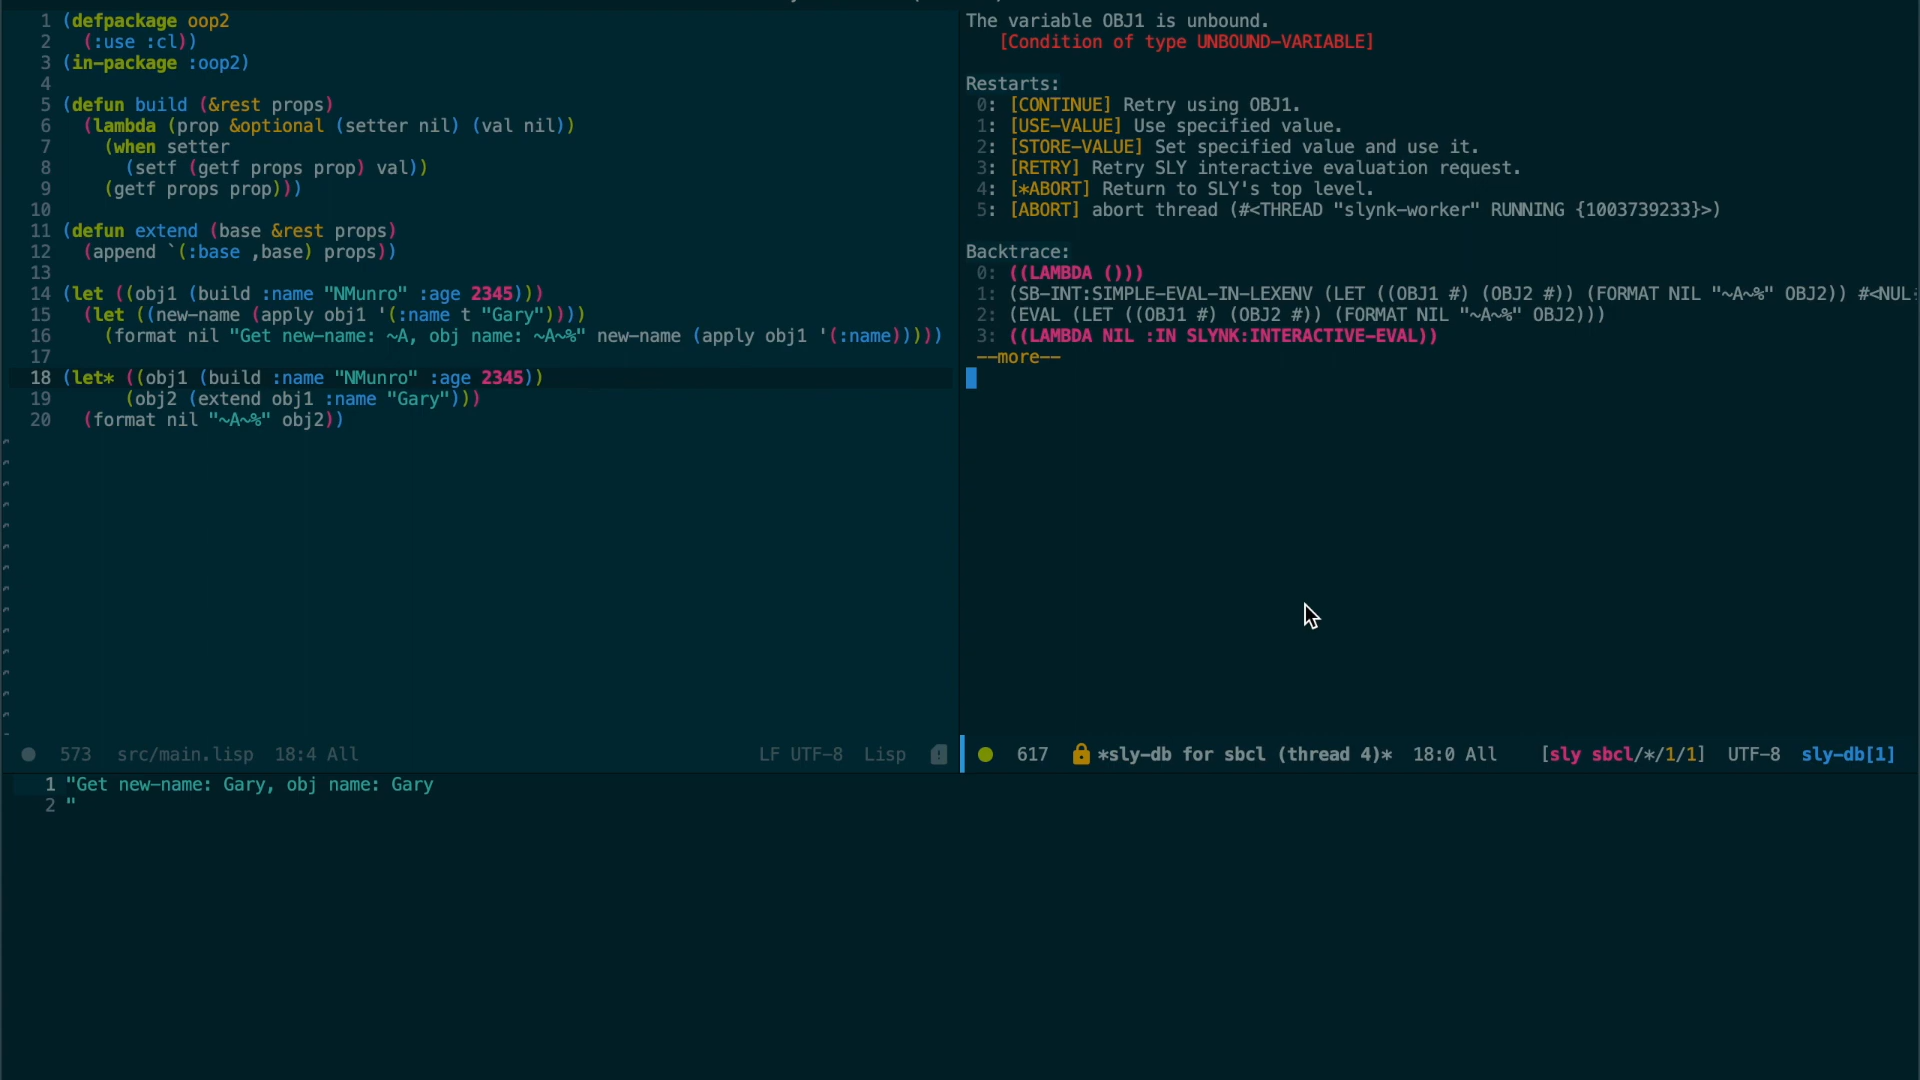 1 (defpackage oop2
2   (:use :cl))
3 (in-package :oop2)
4
5 (defun build (&rest props)
6   (lambda (prop &optional (setter nil) (val nil))
7     (when setter
8       (setf (getf props prop) val))
9     (getf props prop)))
10
11 (defun extend (base &rest props)
12   (append `(:base ,base) props))
13
14 (let ((obj1 (build :name "NMunro" :age 2345)))
15   (let ((new-name (apply obj1 '(:name t "Gary"))))
16     (format nil "Get new-name: ~A, obj name: ~A~%" new-name (apply obj1 '(:name)))))
17
18 (let* ((obj1 (build :name "NMunro" :age 2345))
19       (obj2 (extend obj1 :name "Gary")))
20   (format nil "~A~%" obj2))
573 src/main.lisp 18:4 All LF UTF-8 Lisp
The variable OBJ1 is unbound.
   [Condition of type UNBOUND-VARIABLE]
Restarts:
 0: [CONTINUE] Retry using OBJ1.
 1: [USE-VALUE] Use specified value.
 2: [STORE-VALUE] Set specified value and use it.
 3: [RETRY] Retry SLY interactive evaluation request.
 4: [*ABORT] Return to SLY's top level.
 5: [ABORT] abort thread (#<THREAD "slynk-worker" RUNNING {1003739233}>)
Backtrace:
 0: ((LAMBDA ()))
 1: (SB-INT:SIMPLE-EVAL-IN-LEXENV (LET ((OBJ1 #) (OBJ2 #)) (FORMAT NIL "~A~%" OBJ2)) #<NUL
 2: (EVAL (LET ((OBJ1 #) (OBJ2 #)) (FORMAT NIL "~A~%" OBJ2)))
 3: ((LAMBDA NIL :IN SLYNK:INTERACTIVE-EVAL))
 --more--
617 *sly-db for sbcl (thread 4)* 18:0 All [sly sbcl/*/1/1] UTF-8 sly-db[1]
1 "Get new-name: Gary, obj name: Gary
2 "